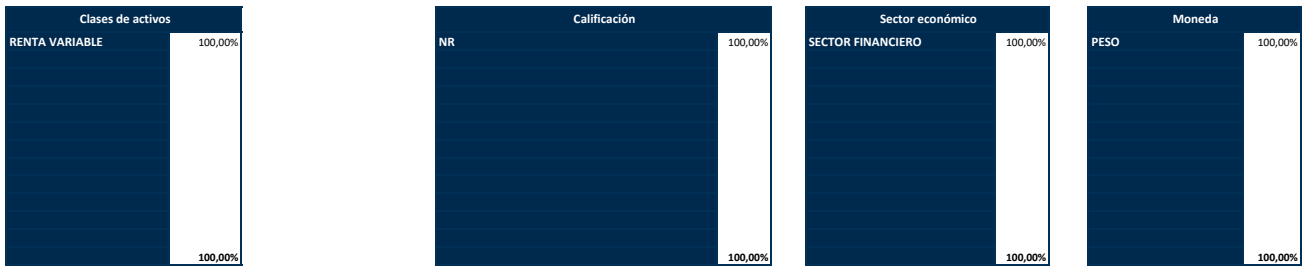 Clases de activos
RENTA VARIABLE 100,00%
100,00%
Calificación
NR 100,00%
100,00%
Sector económico
SECTOR FINANCIERO 100,00%
100,00%
Moneda
PESO 100,00%
100,00%